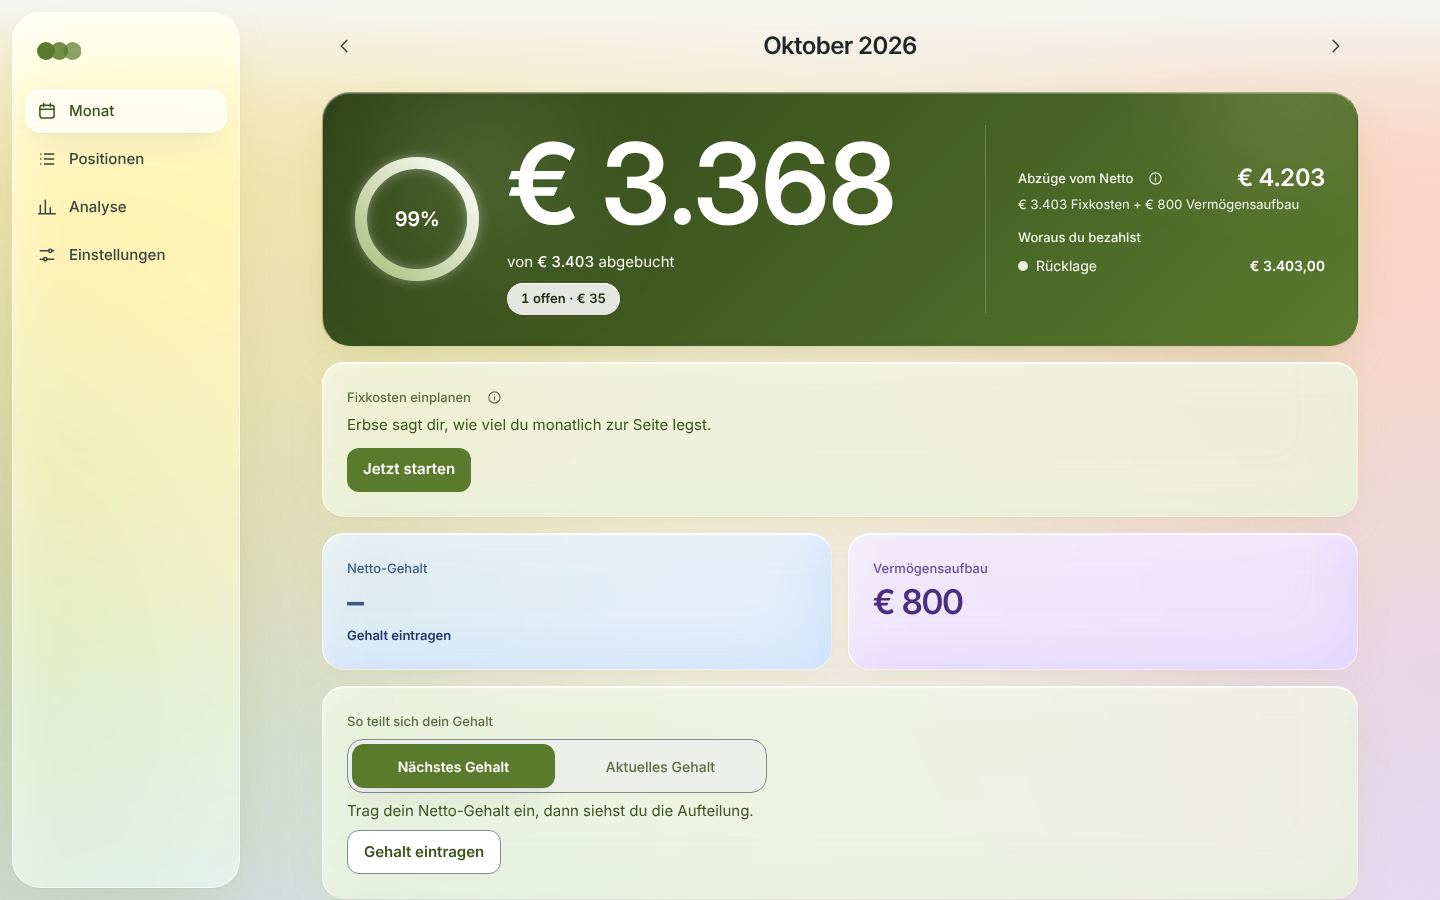 Oktober 2026
Monat
Positionen
Analyse
Einstellungen
99%
€ 3.368
von € 3.403 abgebucht
1 offen · € 35
Abzüge vom Netto
€ 4.203
€ 3.403 Fixkosten + € 800 Vermögensaufbau
Woraus du bezahlst
Rücklage
€ 3.403,00
Fixkosten einplanen
Erbse sagt dir, wie viel du monatlich zur Seite legst.
Jetzt starten
Netto-Gehalt
–
Gehalt eintragen
Vermögensaufbau
€ 800
So teilt sich dein Gehalt
Nächstes Gehalt
Aktuelles Gehalt
Trag dein Netto-Gehalt ein, dann siehst du die Aufteilung.
Gehalt eintragen